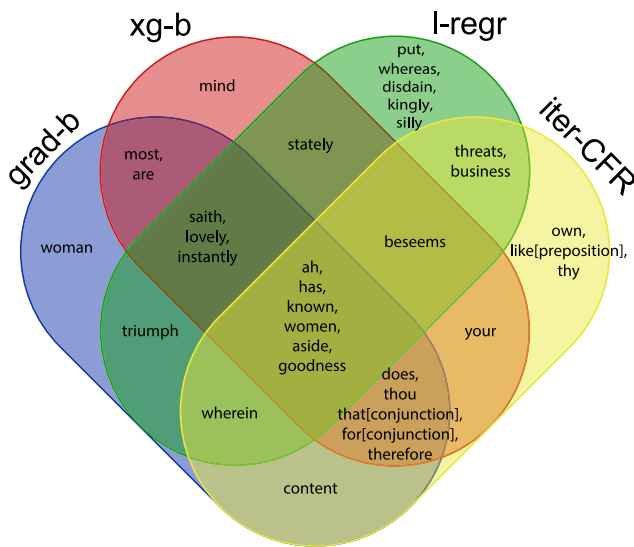 xg-b
l-regr
grad-b
iter-CFR
mind
put,
whereas,
disdain,
kingly,
silly
most,
are
stately
threats,
business
woman
saith,
lovely,
instantly
beseems
own,
like[preposition],
thy
triumph
ah,
has,
known,
women,
aside,
goodness
your
wherein
does,
thou
that[conjunction],
for[conjunction],
therefore
content